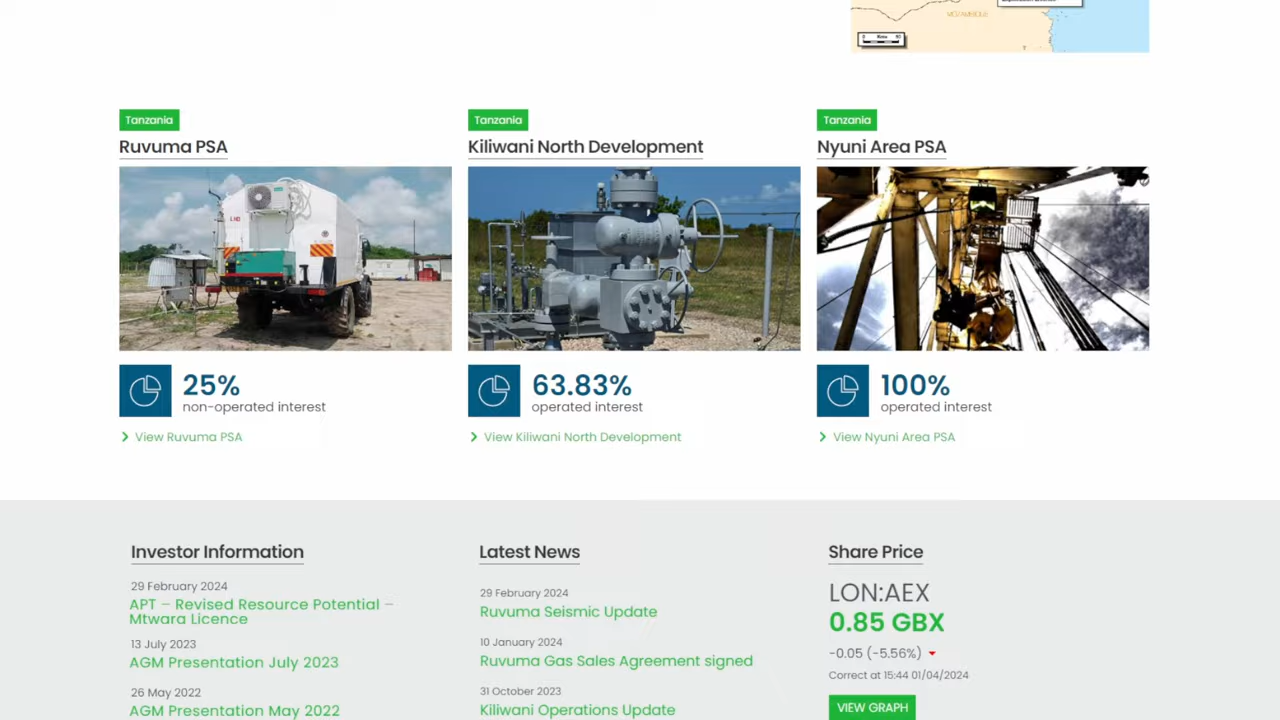 MOZAMBIQUE
Tanzania
Ruvuma PSA
25%
non-operated interest
View Ruvuma PSA
Tanzania
Kiliwani North Development
63.83%
operated interest
View Kiliwani North Development
Tanzania
Nyuni Area PSA
100%
operated interest
View Nyuni Area PSA
Investor Information
29 February 2024
APT – Revised Resource Potential –
Mtwara Licence
13 July 2023
AGM Presentation July 2023
26 May 2022
AGM Presentation May 2022
Latest News
29 February 2024
Ruvuma Seismic Update
10 January 2024
Ruvuma Gas Sales Agreement signed
31 October 2023
Kiliwani Operations Update
Share Price
LON:AEX
0.85 GBX
-0.05 (-5.56%)
Correct at 15:44 01/04/2024
VIEW GRAPH